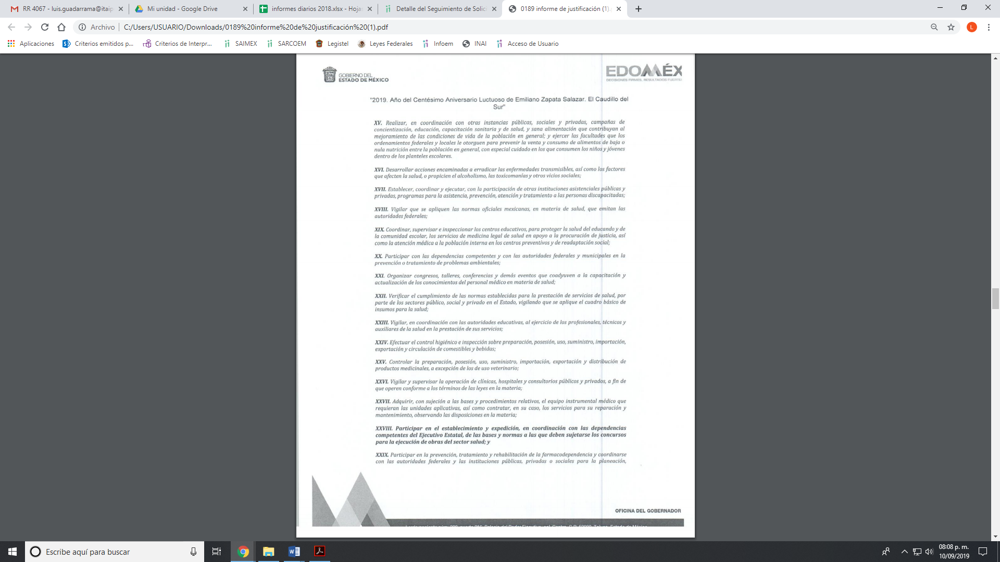 RR 4067 - luis.guadarrama@itaip
Mi unidad - Google Drive
informes diarios 2018.xlsx - Hoja
Detalle del Seguimiento de Solici
0189 informe de justificación (1).
Archivo
C:/Users/USUARIO/Downloads/0189%20informe%20de%20justificación%20(1).pdf
L
Aplicaciones
Criterios emitidos p...
Criterios de Interpr...
SAIMEX
SARCOEM
Legistel
Leyes Federales
Infoem
INAI
Acceso de Usuario
GOBIERNO DEL
ESTADO DE MÉXICO
EDOMÉX
DECISIONES FIRMES, RESULTADOS FUERTE
"2019. Año del Centésimo Aniversario Luctuoso de Emiliano Zapata Salazar. El Caudillo del
Sur"
XV. Realizar, en coordinación con otras instancias públicas, sociales y privadas, campañas de
concientización, educación, capacitación sanitaria y de salud, y sana alimentación que contribuyan al
mejoramiento de las condiciones de vida de la población en general; y ejercer las facultades que los
ordenamientos federales y locales le otorguen para prevenir la venta y consumo de alimentos de baja o
nula nutrición entre la población en general, con especial cuidado en los que consumen los niños y jóvenes
dentro de los planteles escolares.
XVI. Desarrollar acciones encaminadas a erradicar las enfermedades transmisibles, así como los factores
que afecten la salud, o propicien el alcoholismo, las toxicomanías y otros vicios sociales;
XVII. Establecer, coordinar y ejecutar, con la participación de otras instituciones asistenciales públicas y
privadas, programas para la asistencia, prevención, atención y tratamiento a las personas discapacitadas;
XVIII. Vigilar que se apliquen las normas oficiales mexicanas, en materia de salud, que emitan las
autoridades federales;
XIX. Coordinar, supervisar e inspeccionar los centros educativos, para proteger la salud del educando y de
la comunidad escolar, los servicios de medicina legal de salud en apoyo a la procuración de justicia, así
como la atención médica a la población interna en los centros preventivos y de readaptación social;
XX. Participar con las dependencias competentes y con las autoridades federales y municipales en la
prevención o tratamiento de problemas ambientales;
XXI. Organizar congresos, talleres, conferencias y demás eventos que coadyuven a la capacitación y
actualización de los conocimientos del personal médico en materia de salud;
XXII. Verificar el cumplimiento de las normas establecidas para la prestación de servicios de salud, por
parte de los sectores público, social y privado en el Estado, vigilando que se aplique el cuadro básico de
insumos para la salud;
XXIII. Vigilar, en coordinación con las autoridades educativas, al ejercicio de los profesionales, técnicos y
auxiliares de la salud en la prestación de sus servicios;
XXIV. Efectuar el control higiénico e inspección sobre preparación, posesión, uso, suministro, importación,
exportación y circulación de comestibles y bebidas;
XXV. Controlar la preparación, posesión, uso, suministro, importación, exportación y distribución de
productos medicinales, a excepción de los de uso veterinario;
XXVI. Vigilar y supervisar la operación de clínicas, hospitales y consultorios públicos y privados, a fin de
que operen conforme a los términos de las leyes en la materia;
XXVII. Adquirir, con sujeción a las bases y procedimientos relativos, el equipo instrumental médico que
requieran las unidades aplicativas, así como contratar, en su caso, los servicios para su reparación y
mantenimiento, observando las disposiciones en la materia;
XXVIII. Participar en el establecimiento y expedición, en coordinación con las dependencias
competentes del Ejecutivo Estatal, de las bases y normas a las que deben sujetarse los concursos
para la ejecución de obras del sector salud; y
XXIX. Participar en la prevención, tratamiento y rehabilitación de la farmacodependencia y coordinarse
con las autoridades federales y las instituciones públicas, privadas o sociales para la planeación,
OFICINA DEL GOBERNADOR
Escribe aquí para buscar
08:08 p. m.
10/09/2019